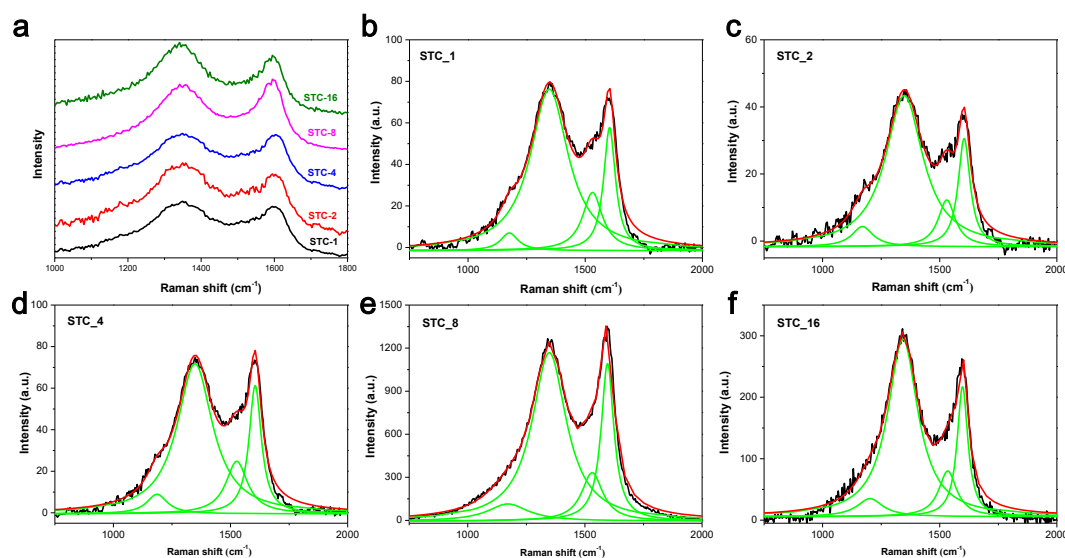 a
STC-16
STC-8
STC-4
STC-2
STC-1
Intensity
1000 1200 1400 1600 1800
Raman shift (cm⁻¹)
b
STC_1
100
80
60
40
20
0
Intensity (a.u.)
1000 1500 2000
Raman shift (cm⁻¹)
c
STC_2
60
40
20
0
Intensity (a.u.)
1000 1500 2000
Raman shift (cm⁻¹)
d
STC_4
100
80
60
40
20
0
Intensity (a.u.)
1000 1500 2000
Raman shift (cm⁻¹)
e
STC_8
1500
1200
900
600
300
0
Intensity (a.u.)
1000 1500 2000
Raman shift (cm⁻¹)
f
STC_16
300
200
100
0
Intensity (a.u.)
1000 1500 2000
Raman shift (cm⁻¹)